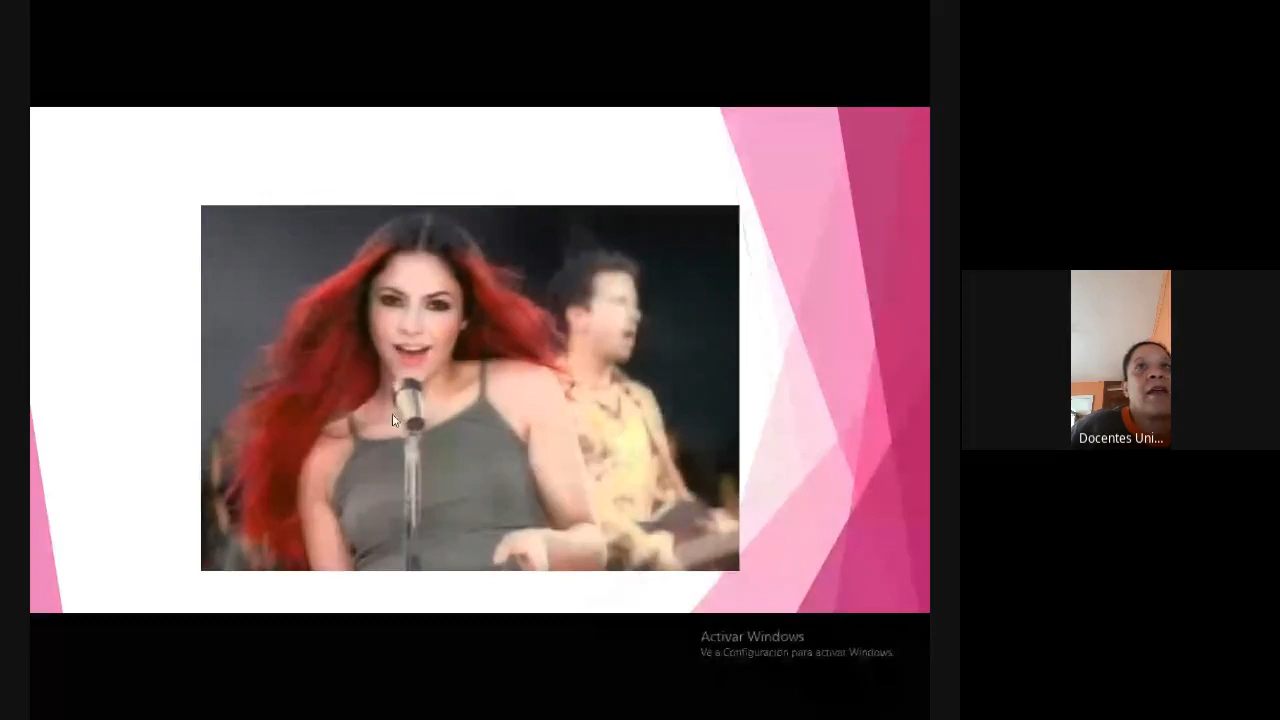 Docentes Uni...
Activar Windows
Ve a Configuración para activar Windows.